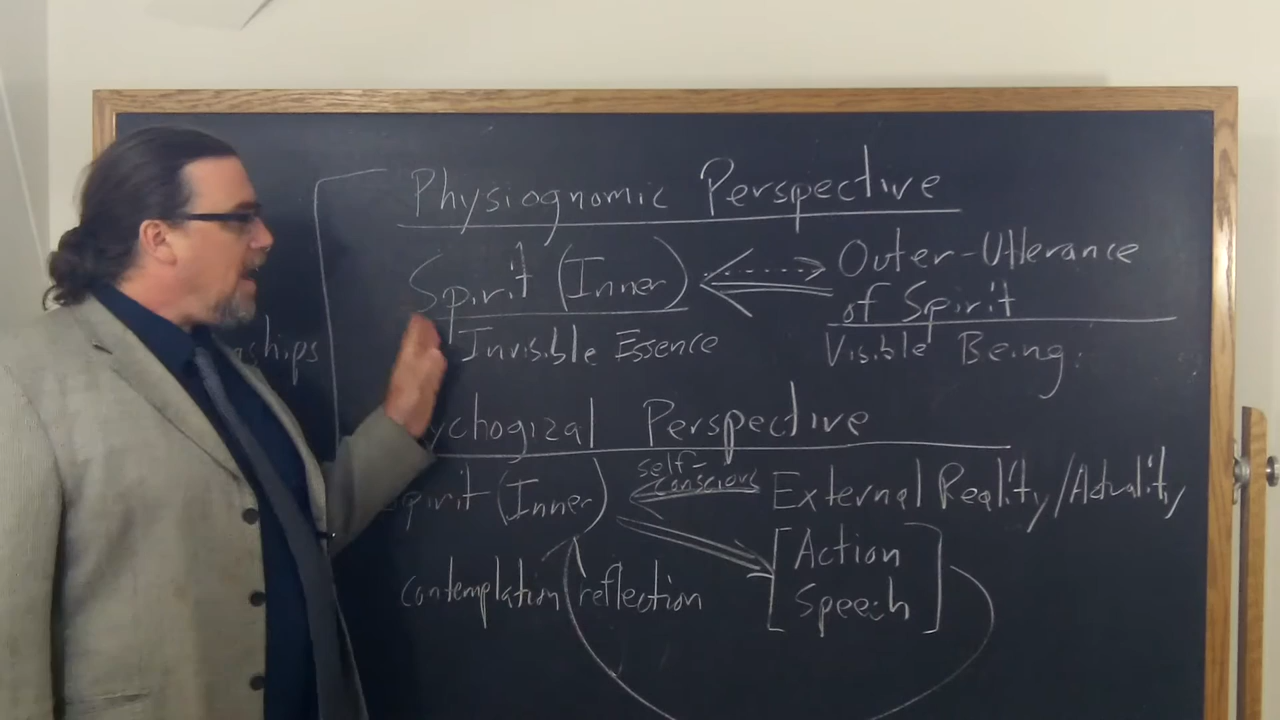 Physiognomic Perspective
Spirit (Inner)
Outer-Utterance
of Spirit
Invisible Essence
Visible Being.
nships
ychogizal Perspective
self-
conscious
Spirit (Inner)
External Reality/Actuality
[Action
Speech]
contemplation/reflection